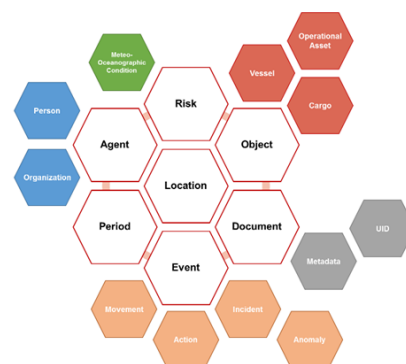 Operational
Asset
Meteo-
Oceanographic
Condition
Vessel
Risk
Cargo
Person
Agent
Object
Organization
Location
Period
Document
UID
Metadata
Event
Movement
Incident
Action
Anomaly